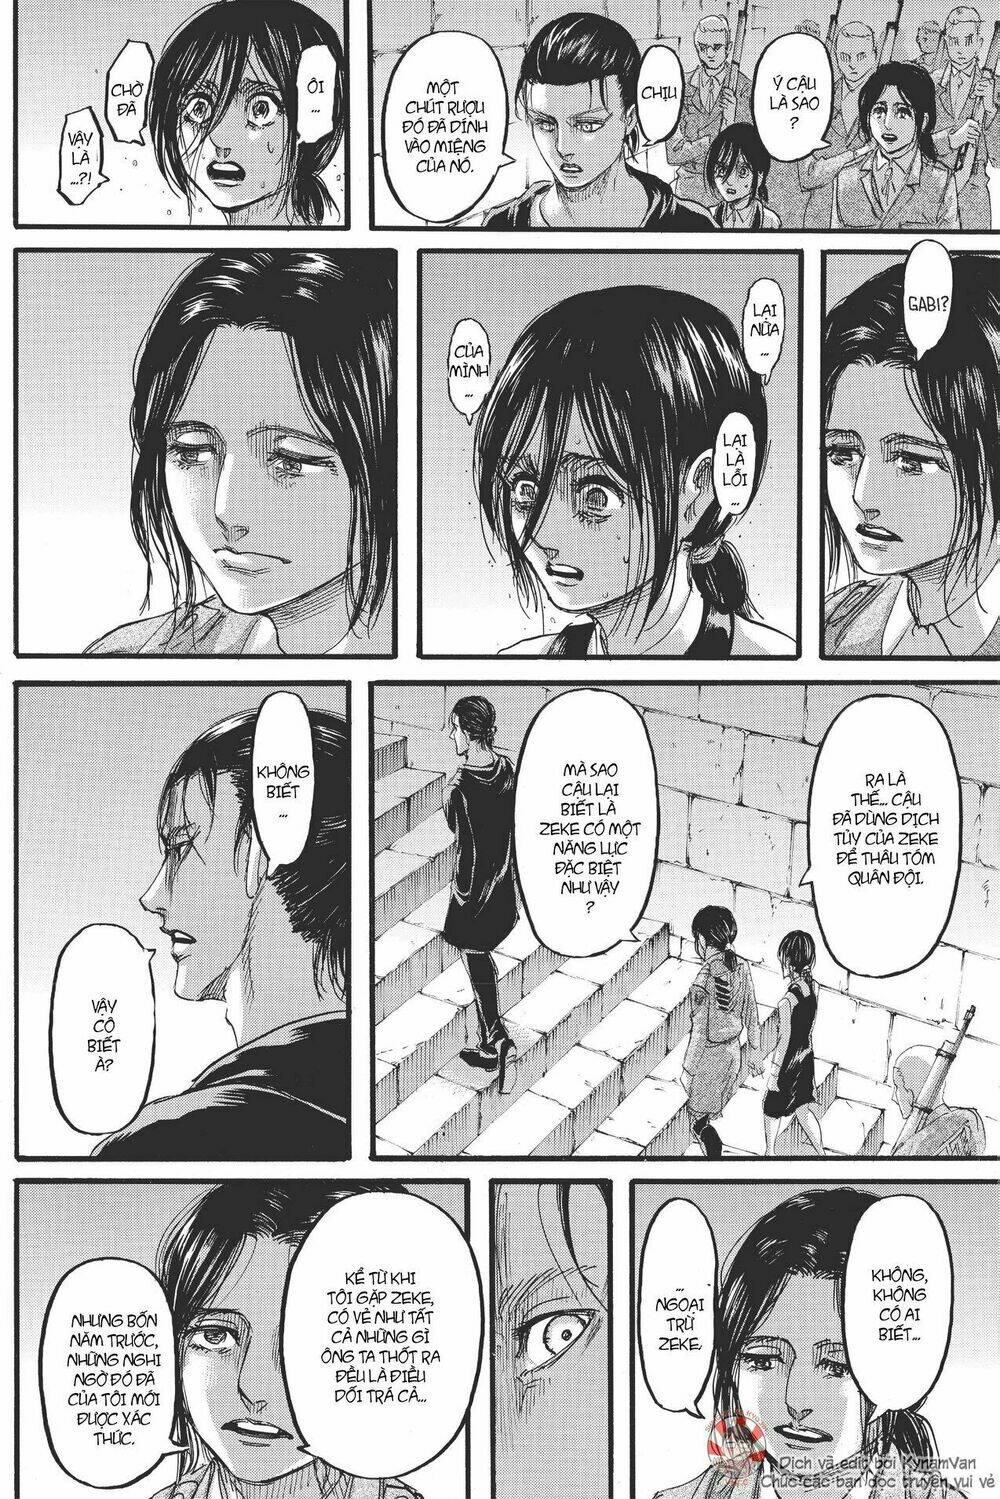 Ý CẬU
LÀ SAO
?
CHỊU
MỘT
CHÚT RƯỢU
ĐÓ ĐÃ DÍNH
VÀO MIỆNG
CỦA NÓ.
ÔI
...
CHỜ
ĐÃ
VẬY
LÀ
...?!
GABI?
LẠI
NỮA
...
LẠI
LÀ
LỖI
...
CỦA
MÌNH
...
RA LÀ
THẾ... CẬU
ĐÃ DÙNG DỊCH
TỦY CỦA ZEKE
ĐỂ THÂU TÓM
QUÂN ĐỘI.
MÀ SAO
CẬU LẠI
BIẾT LÀ
ZEKE CÓ MỘT
NĂNG LỰC
ĐẶC BIỆT
NHƯ VẬY
?
KHÔNG
BIẾT
...
VẬY
CÔ
BIẾT
À?
KHÔNG,
KHÔNG
CÓ AI
BIẾT...
...
NGOẠI
TRỪ
ZEKE.
KỂ TỪ KHI
TÔI GẶP ZEKE,
CÓ VẺ NHƯ TẤT
CẢ NHỮNG GÌ
ÔNG TA THỐT RA
ĐỀU LÀ ĐIỀU
DỐI TRÁ CẢ...
NHƯNG BỐN
NĂM TRƯỚC,
NHỮNG NGHI
NGỜ ĐÓ ĐÃ
CỦA TÔI MỚI
ĐƯỢC XÁC
THỨC.
Dịch và edit bởi KynamVan
Chúc các bạn đọc truyện vui vẻ